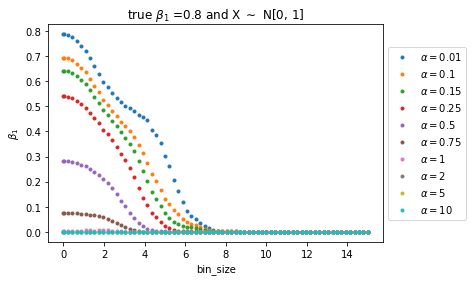 true β₁ =0.8 and X ∼ N[0, 1]
0.8
0.7
0.6
0.5
0.4
0.3
0.2
0.1
0.0
β₁
0 2 4 6 8 10 12 14
bin_size
α = 0.01
α = 0.1
α = 0.15
α = 0.25
α = 0.5
α = 0.75
α = 1
α = 2
α = 5
α = 10